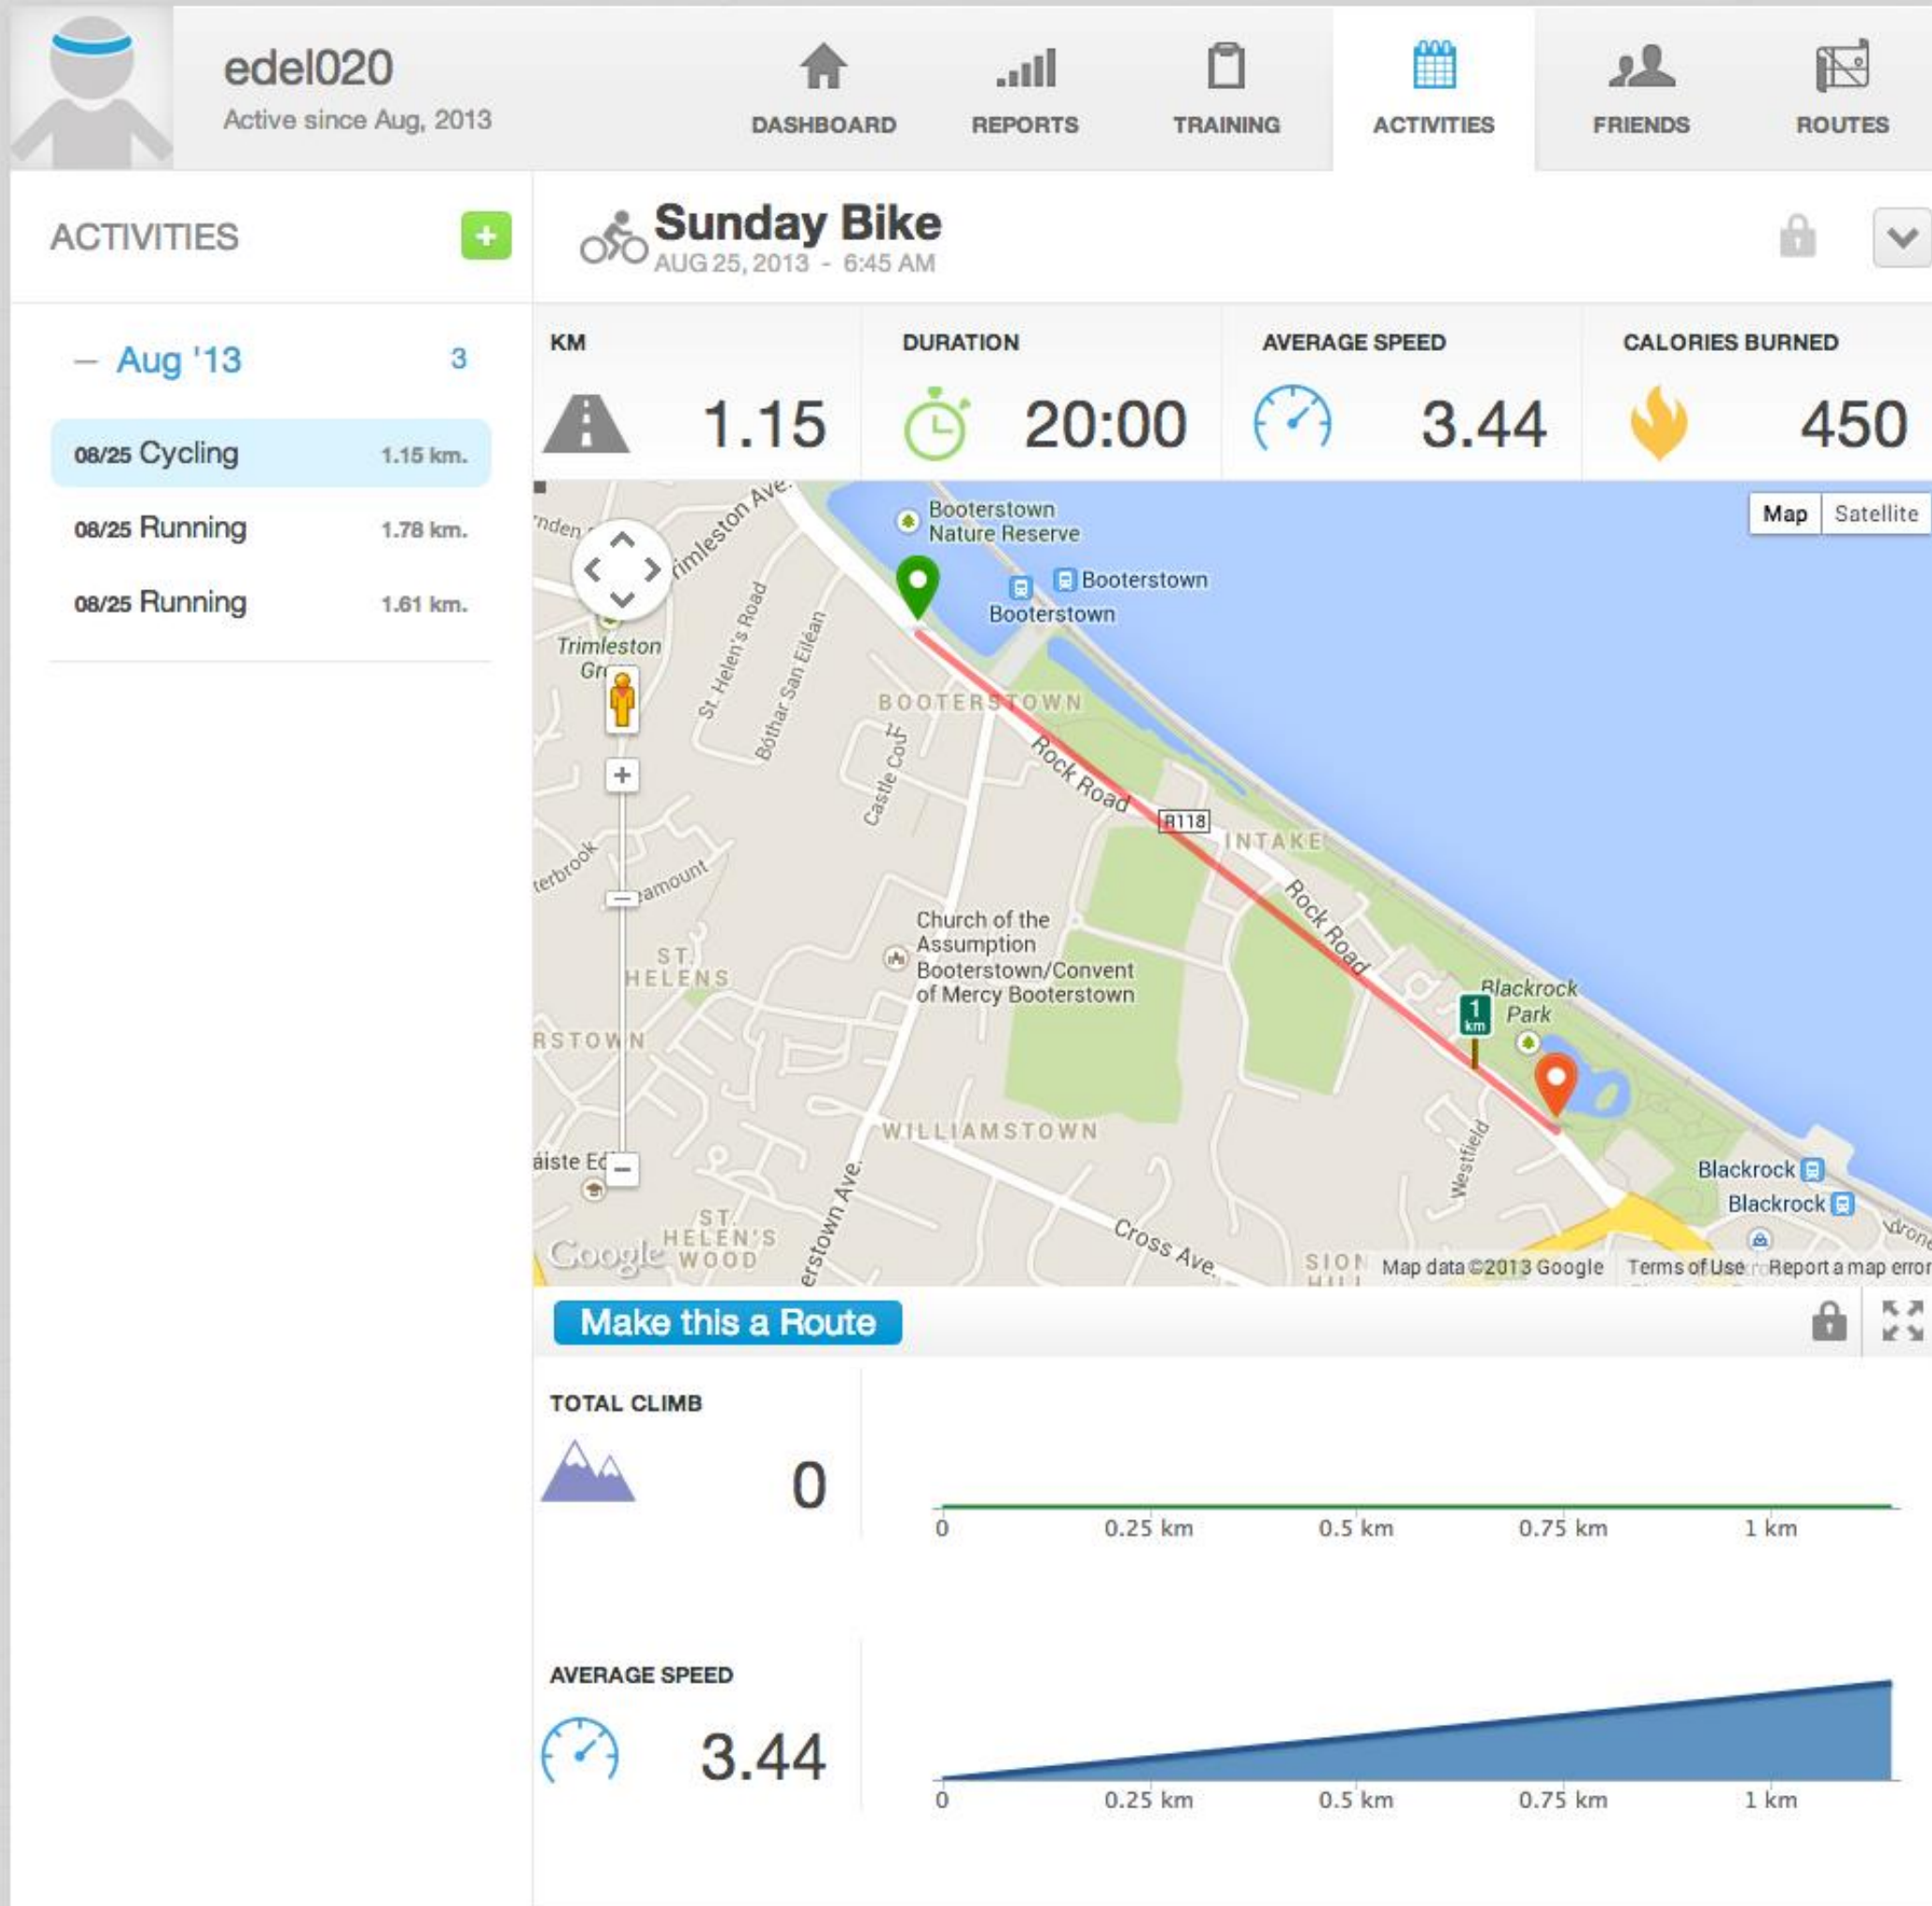 edel020
Active since Aug, 2013
DASHBOARD
REPORTS
TRAINING
ACTIVITIES
FRIENDS
ROUTES
ACTIVITIES
+
Sunday Bike
AUG 25, 2013 - 6:45 AM
— Aug '13 3
08/25 Cycling 1.15 km.
08/25 Running 1.78 km.
08/25 Running 1.61 km.
KM
1.15
DURATION
20:00
AVERAGE SPEED
3.44
CALORIES BURNED
450
Map
Satellite
Trimleston Ave.
Booterstown
Nature Reserve
Booterstown
Booterstown
Trimleston
St. Helen's Road
Bóthar San Eiléan
BOOTERSTOWN
Rock Road
R118
INTAKE
Rock Road
Church of the
Assumption
Booterstown/Convent
of Mercy Booterstown
ST.
HELENS
Blackrock
Park
1
km
WILLIAMSTOWN
Westfield
Blackrock
Blackrock
ST.
HELEN'S
WOOD
Cross Ave.
Google
Map data ©2013 Google
Terms of Use
Report a map error
Make this a Route
TOTAL CLIMB
0
0 0.25 km 0.5 km 0.75 km 1 km
AVERAGE SPEED
3.44
0 0.25 km 0.5 km 0.75 km 1 km